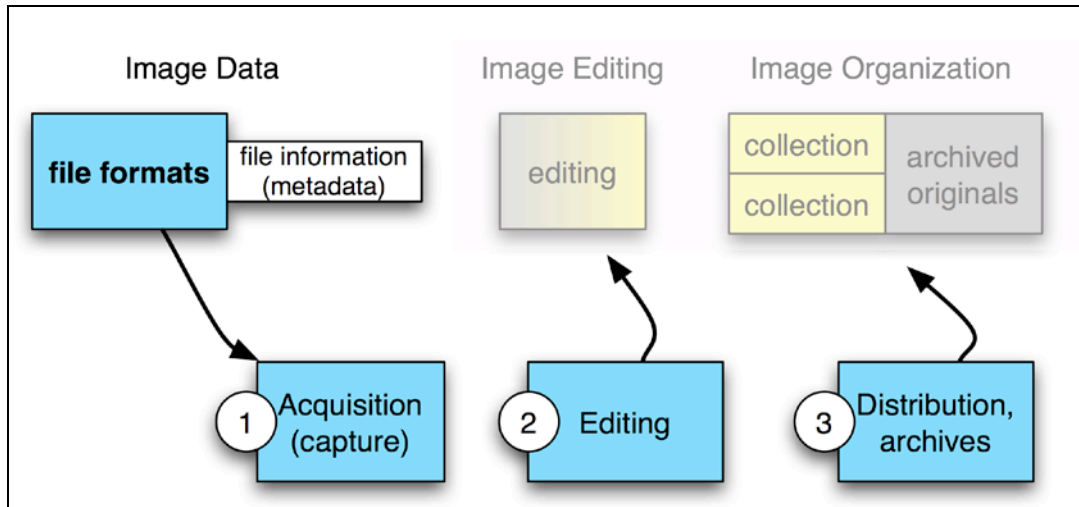 Image Data
Image Editing
Image Organization
file formats
file information
(metadata)
editing
collection
collection
archived
originals
1
Acquisition
(capture)
2
Editing
3
Distribution,
archives